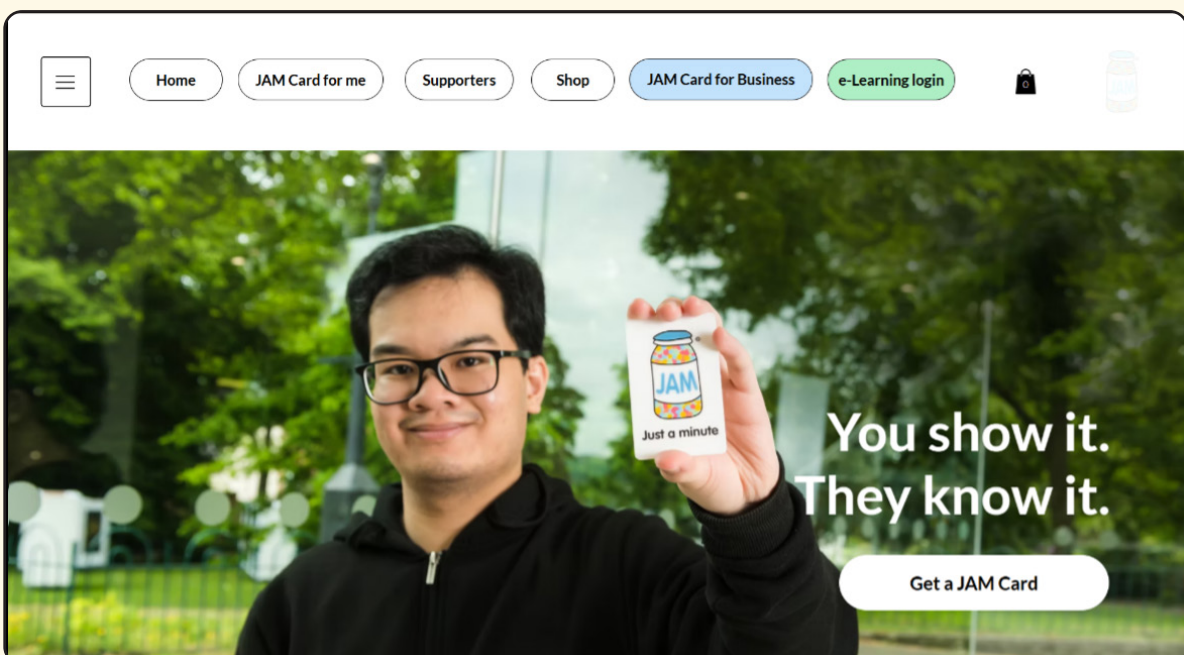 Home
JAM Card for me
Supporters
Shop
JAM Card for Business
e-Learning login
0
JAM
Just a minute
You show it.
They know it.
Get a JAM Card